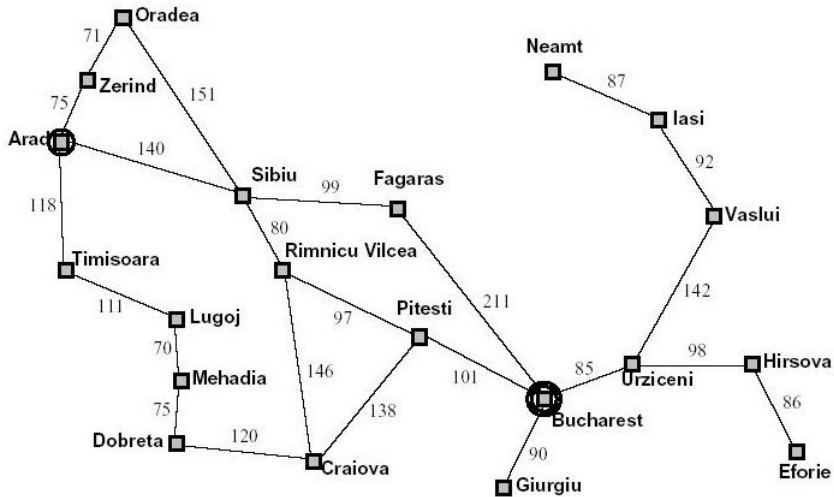 Oradea
71
Neamt
87
Zerind
151
75
Iasi
Arad
140
92
Sibiu
99
Fagaras
118
Vaslui
80
Timisoara
Rimnicu Vilcea
142
111
211
Lugoj
97
Pitesti
70
146
101
85
98
Hirsova
Mehadia
Urziceni
75
138
86
120
Bucharest
Dobreta
90
Craiova
Eforie
Giurgiu